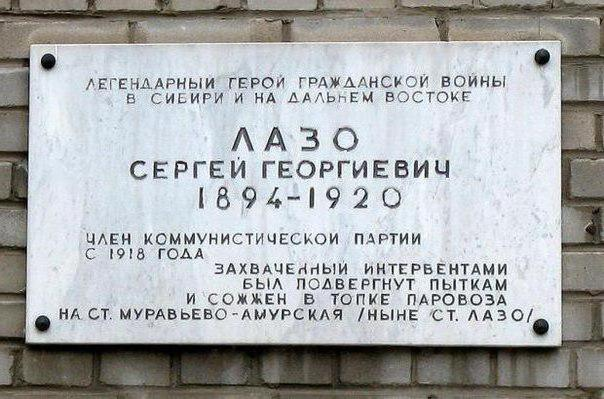 ЛЕГЕНДАРНЫЙ ГЕРОЙ ГРАЖДАНСКОЙ ВОЙНЫ
В СИБИРИ И НА ДАЛЬНЕМ ВОСТОКЕ
ЛАЗО
СЕРГЕЙ ГЕОРГИЕВИЧ
1894-1920
ЧЛЕН КОММУНИСТИЧЕСКОЙ ПАРТИИ
С 1918 ГОДА
ЗАХВАЧЕННЫЙ ИНТЕРВЕНТАМИ
БЫЛ ПОДВЕРГНУТ ПЫТКАМ
И СОЖЖЕН В ТОПКЕ ПАРОВОЗА
НА СТ. МУРАВЬЕВО-АМУРСКАЯ /НЫНЕ СТ. ЛАЗО/